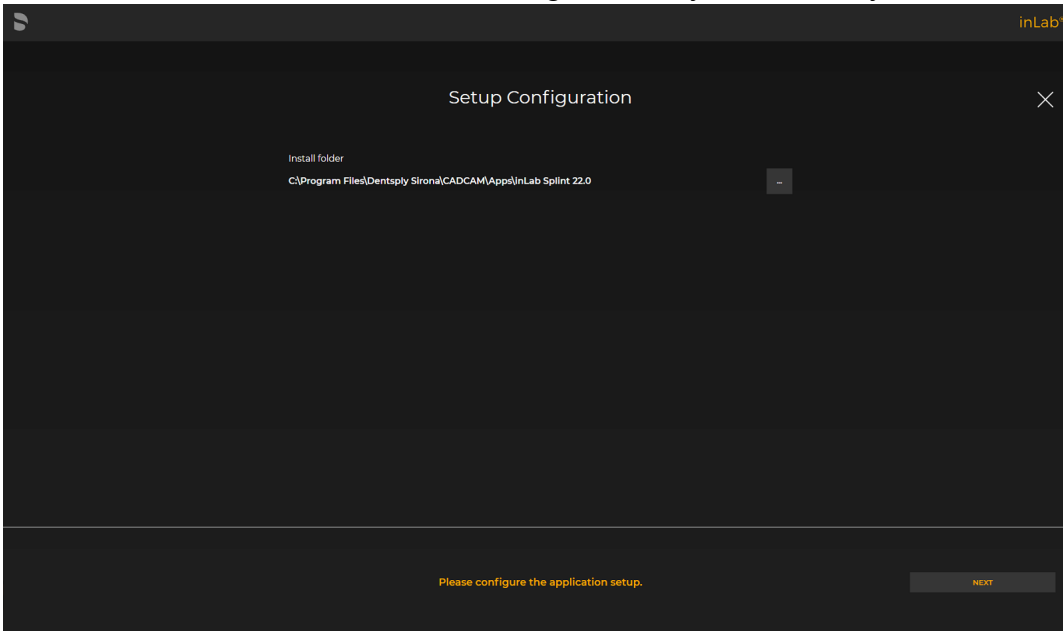 inLab
Setup Configuration
Install folder
C:\Program Files\Dentsply Sirona\CADCAM\Apps\inLab Splint 22.0
...
Please configure the application setup.
NEXT